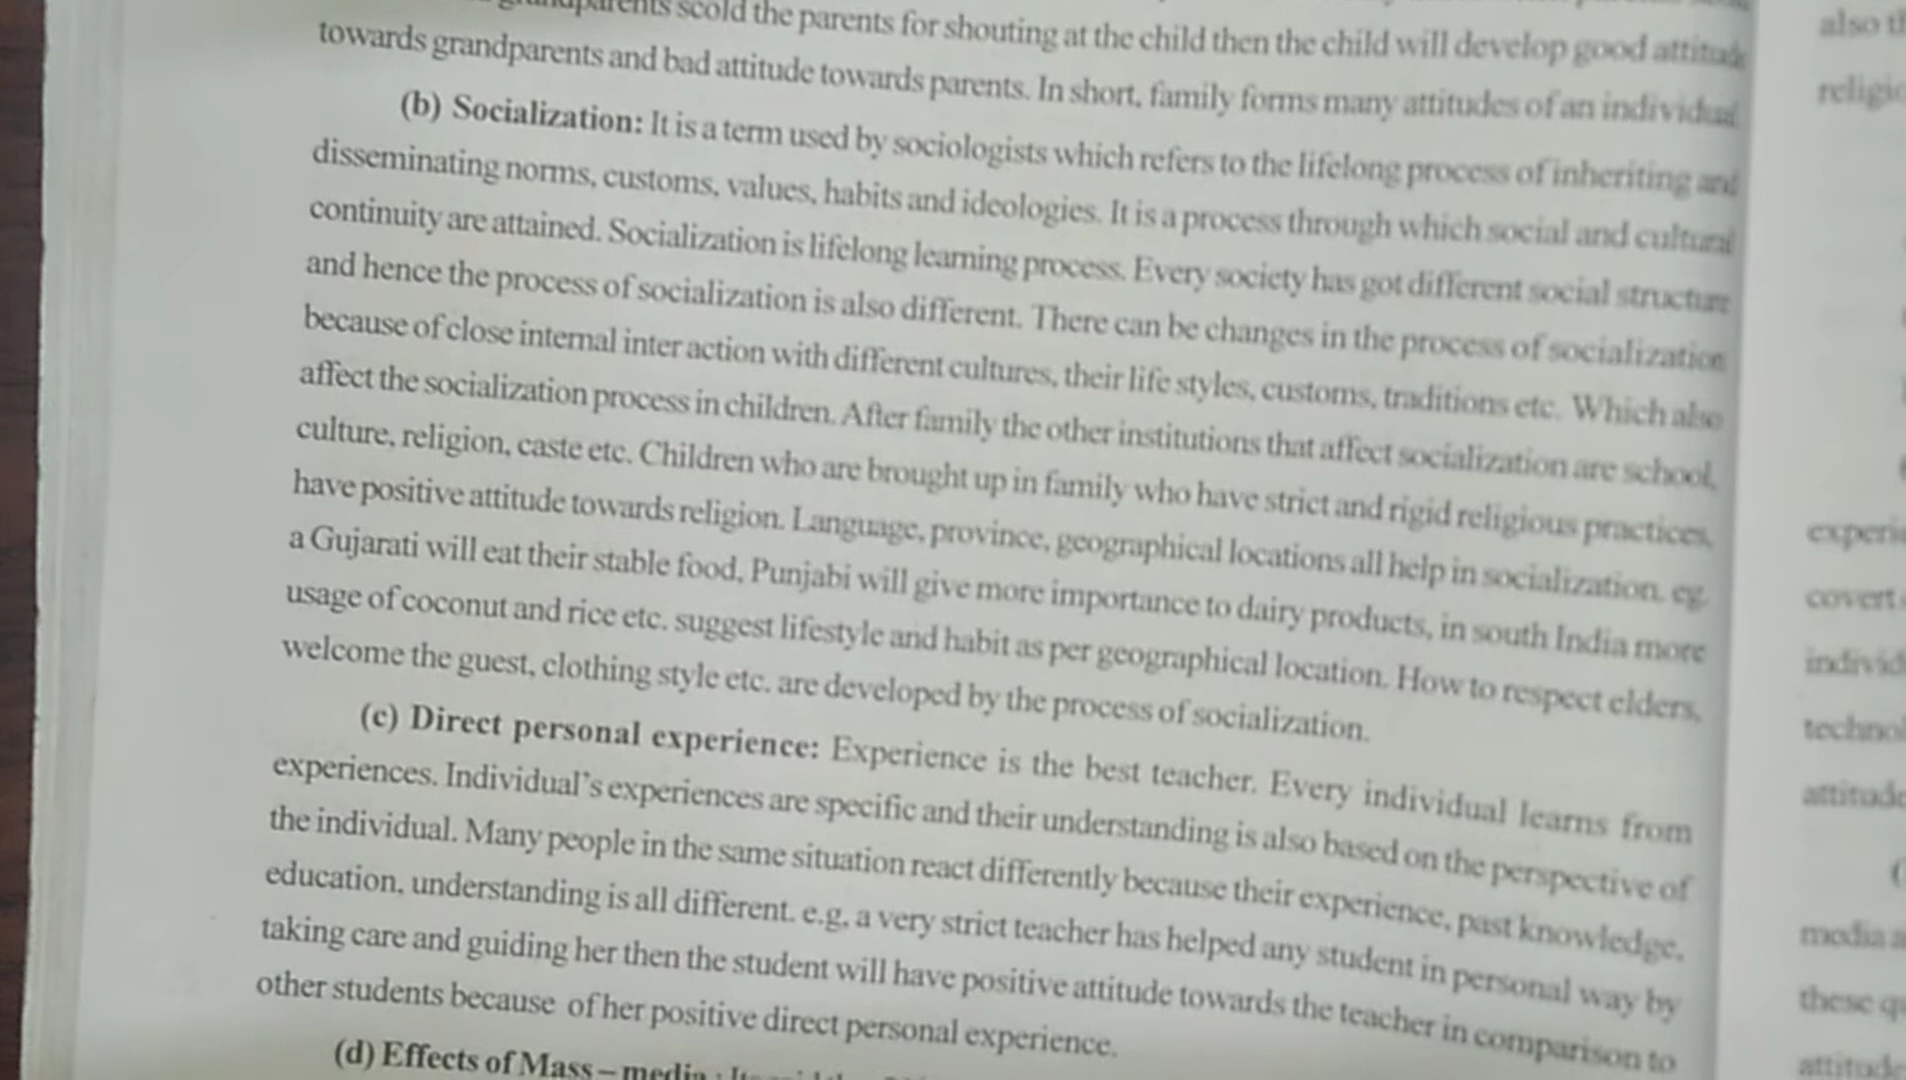 grandparents scold the parents for shouting at the child then the child will develop good attitude
towards grandparents and bad attitude towards parents. In short, family forms many attitudes of an individual
(b) Socialization: It is a term used by sociologists which refers to the lifelong process of inheriting and
disseminating norms, customs, values, habits and ideologies. It is a process through which social and cultural
continuity are attained. Socialization is lifelong learning process. Every society has got different social structure
and hence the process of socialization is also different. There can be changes in the process of socialization
because of close internal inter action with different cultures, their life styles, customs, traditions etc. Which also
affect the socialization process in children. After family the other institutions that affect socialization are school,
culture, religion, caste etc. Children who are brought up in family who have strict and rigid religious practices,
have positive attitude towards religion. Language, province, geographical locations all help in socialization. eg.
a Gujarati will eat their stable food, Punjabi will give more importance to dairy products, in south India more
usage of coconut and rice etc. suggest lifestyle and habit as per geographical location. How to respect elders,
welcome the guest, clothing style etc. are developed by the process of socialization.
(c) Direct personal experience: Experience is the best teacher. Every individual learns from
experiences. Individual's experiences are specific and their understanding is also based on the perspective of
the individual. Many people in the same situation react differently because their experience, past knowledge,
education, understanding is all different. e.g, a very strict teacher has helped any student in personal way by
taking care and guiding her then the student will have positive attitude towards the teacher in comparison to
other students because of her positive direct personal experience.
(d) Effects of Mass – media :
also
media
these
attitude